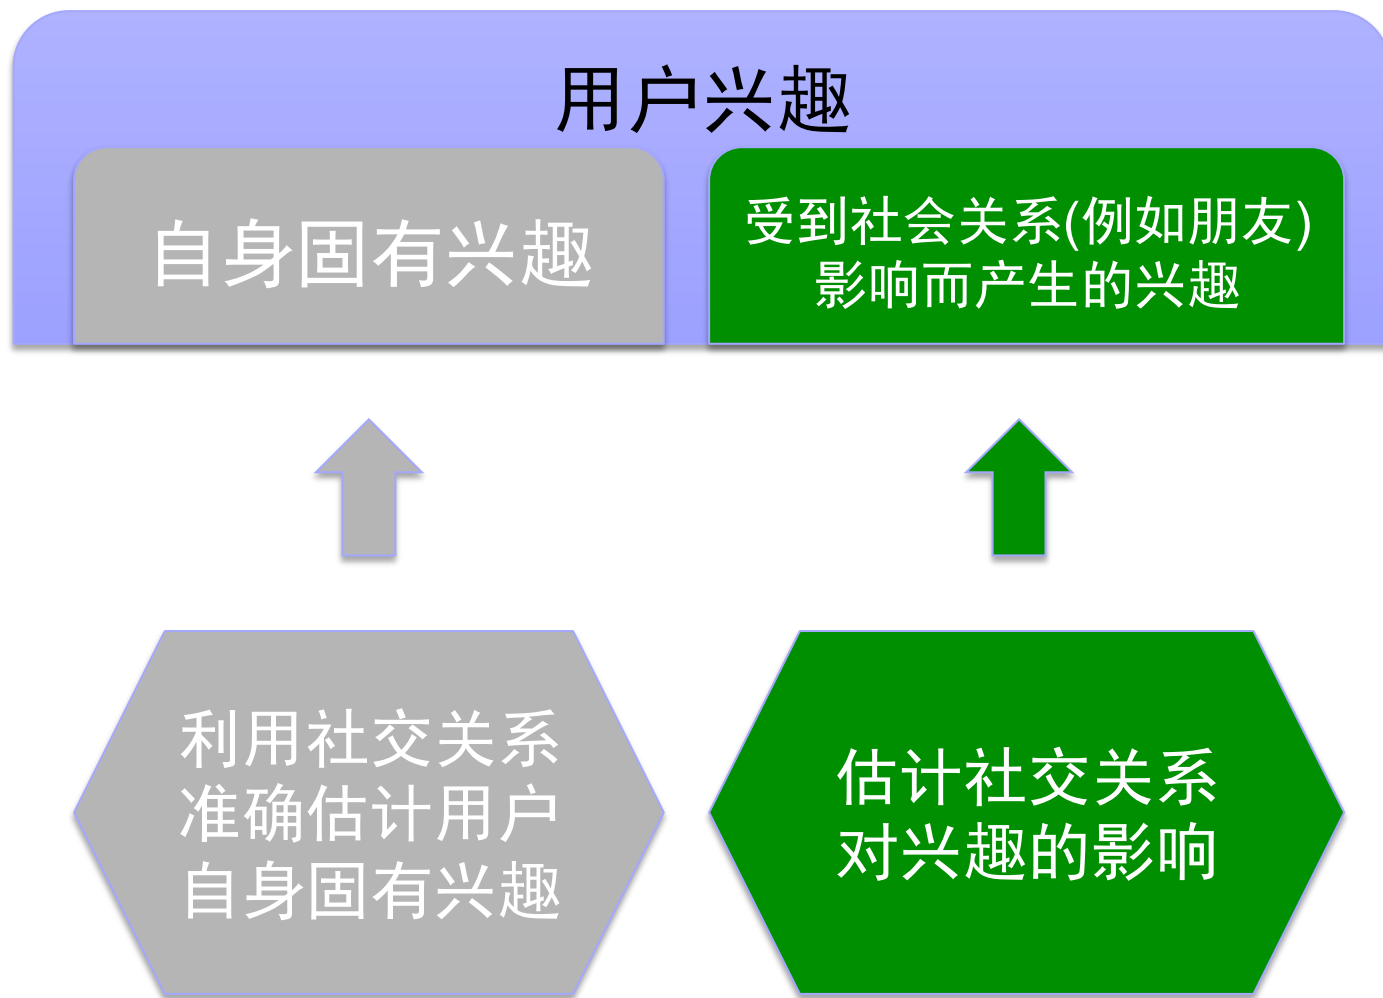 用户兴趣
自身固有兴趣
受到社会关系(例如朋友)
影响而产生的兴趣
利用社交关系
准确估计用户
自身固有兴趣
估计社交关系
对兴趣的影响